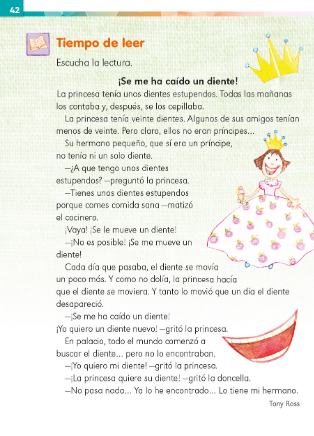 42
Tiempo de leer
Escucha la lectura.
¡Se me ha caído un diente!
La princesa tenía unos dientes estupendos. Todas las mañanas
los contaba y, después, se los cepillaba.
La princesa tenía veinte dientes. Algunos de sus amigos tenían
menos de veinte. Pero claro, ellos no eran príncipes...
Su hermano pequeño, que sí era un príncipe,
no tenía ni un solo diente.
—¿A que tengo unos dientes
estupendos? —preguntó la princesa.
—Tienes unos dientes estupendos
porque comes comida sana —matizó
el cocinero.
¡Vaya! ¡Se le mueve un diente!
—¡No es posible! ¡Se me mueve un
diente!
Cada día que pasaba, el diente se movía
un poco más. Y como no dolía, la princesa hacía
que el diente se moviera. Y tanto lo movió que un día el diente
desapareció.
—¡Se me ha caído un diente!
¡Yo quiero un diente nuevo! —gritó la princesa.
En palacio, todo el mundo comenzó a
buscar el diente... pero no lo encontraban.
—¡Yo quiero mi diente! —gritó la princesa.
—¡La princesa quiere su diente! —gritó la doncella.
—No pasa nada... Ya lo he encontrado... Lo tiene mi hermano.
Tony Ross